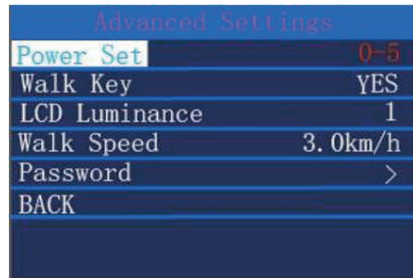 Advanced Settings
Power Set 0-5
Walk Key YES
LCD Luminance 1
Walk Speed 3.0km/h
Password >
BACK